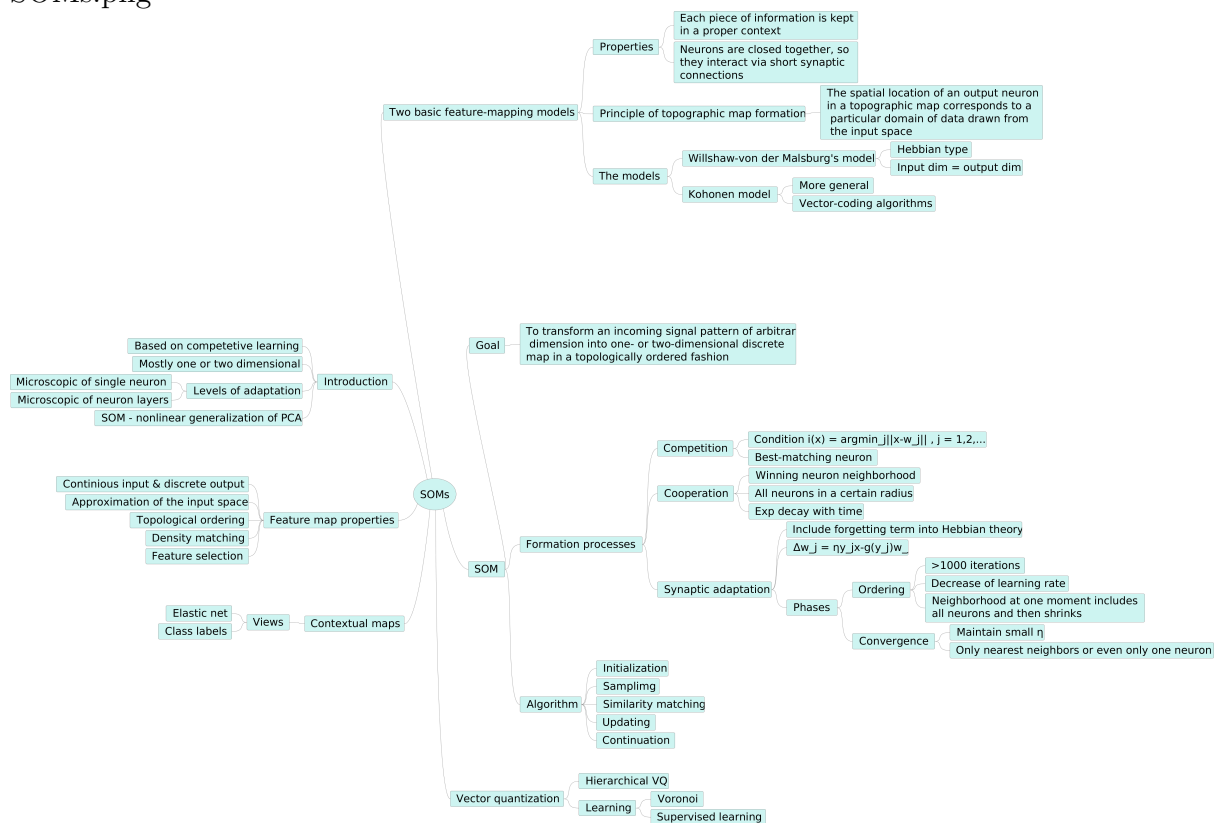 SOMs.png
Each piece of information is kept
in a proper context
Properties
Neurons are closed together, so
they interact via short synaptic
connections
Two basic feature-mapping models
Principle of topographic map formation
The spatial location of an output neuron
in a topographic map corresponds to a
particular domain of data drawn from
the input space
The models
Willshaw-von der Malsburg's model
Hebbian type
Input dim = output dim
Kohonen model
More general
Vector-coding algorithms
Based on competetive learning
Mostly one or two dimensional
Microscopic of single neuron
Microscopic of neuron layers
Levels of adaptation
SOM - nonlinear generalization of PCA
Introduction
Continious input & discrete output
Approximation of the input space
Topological ordering
Density matching
Feature selection
Feature map properties
Elastic net
Class labels
Views
Contextual maps
SOMs
Goal
To transform an incoming signal pattern of arbitrar
dimension into one- or two-dimensional discrete
map in a topologically ordered fashion
SOM
Formation processes
Competition
Condition i(x) = argmin_j||x-w_j|| , j = 1,2,...
Best-matching neuron
Cooperation
Winning neuron neighborhood
All neurons in a certain radius
Exp decay with time
Synaptic adaptation
Include forgetting term into Hebbian theory
Δw_j = ηy_jx-g(y_j)w_
Phases
Ordering
>1000 iterations
Decrease of learning rate
Neighborhood at one moment includes
all neurons and then shrinks
Convergence
Maintain small η
Only nearest neighbors or even only one neuron
Algorithm
Initialization
Samplimg
Similarity matching
Updating
Continuation
Vector quantization
Hierarchical VQ
Learning
Voronoi
Supervised learning